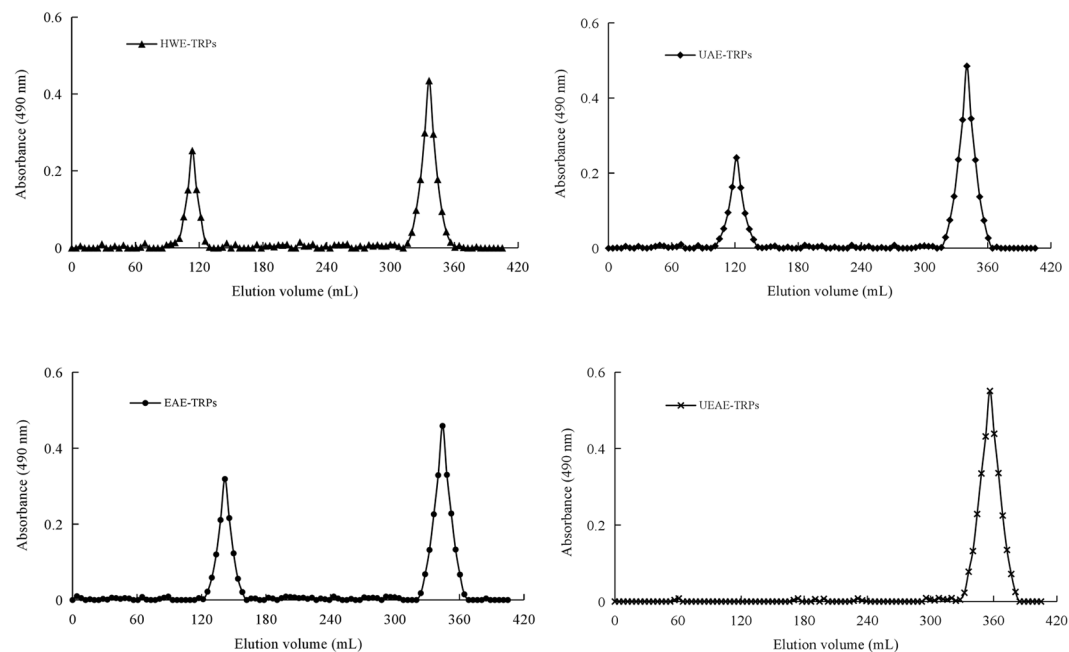 0.6
0.4
0.2
0
Absorbance (490 nm)
HWE-TRPs
0 60 120 180 240 300 360 420
Elution volume (mL)
0.6
0.4
0.2
0
Absorbance (490 nm)
UAE-TRPs
0 60 120 180 240 300 360 420
Elution volume (mL)
0.6
0.4
0.2
0
Absorbance (490 nm)
EAE-TRPs
0 60 120 180 240 300 360 420
Elution volume (mL)
0.6
0.4
0.2
0
Absorbance (490 nm)
UEAE-TRPs
0 60 120 180 240 300 360 420
Elution volume (mL)